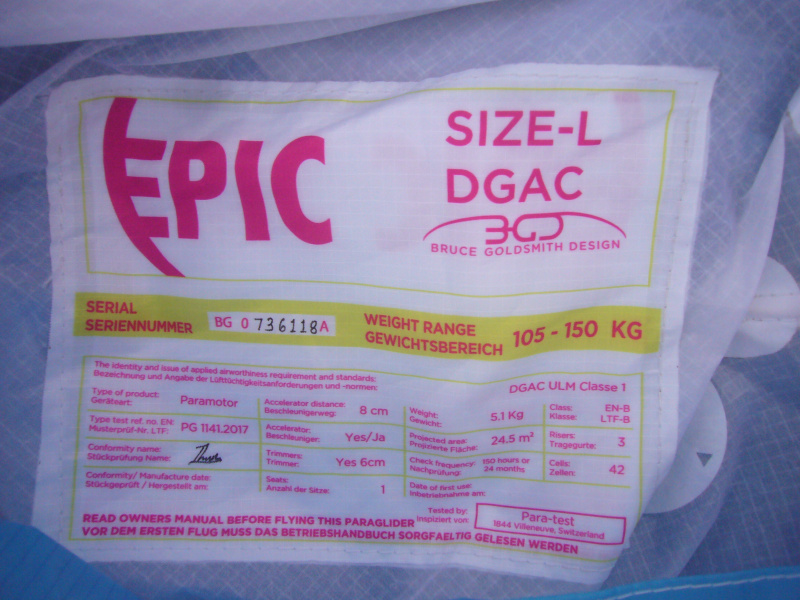 EPIC
SIZE-L
DGAC
BGD
BRUCE GOLDSMITH DESIGN
SERIAL
SERIENNUMMER
BG 0 736118A
WEIGHT RANGE
GEWICHTSBEREICH
105 - 150 KG
The identity and issue of applied airworthiness requirement and standards:
Bezeichnung und Angabe der Lüftüchtigkeitsanforderungen und -normen:
DGAC ULM Classe 1
Type of product:
Geräteart:
Paramotor
Accelerator distance:
Beschleunigerweg:
8 cm
Weight:
Gewicht:
5.1 Kg
Class:
Klasse:
EN-B
LTF-B
Type test ref. no. EN:
Musterprüf-Nr. LTF:
PG 1141.2017
Accelerator:
Beschleuniger:
Yes/Ja
Projected area:
Projizierte Fläche:
24.5 m²
Risers:
Tragegurte:
3
Conformity name:
Stückprüfung Name:
Trimmers:
Trimmer:
Yes 6cm
Check frequency:
Nachprüfung:
150 hours or
24 months
Cells:
Zellen:
42
Conformity/ Manufacture date:
Stückgeprüft / Hergestellt am:
Seats:
Anzahl der Sitze:
1
Date of first use:
Inbetriebnahme am:
READ OWNERS MANUAL BEFORE FLYING THIS PARAGLIDER
VOR DEM ERSTEN FLUG MUSS DAS BETRIEBSHANDBUCH SORGFAELTIG GELESEN WERDEN
Tested by:
Inspiziert von:
Para-test
1844 Villeneuve, Switzerland